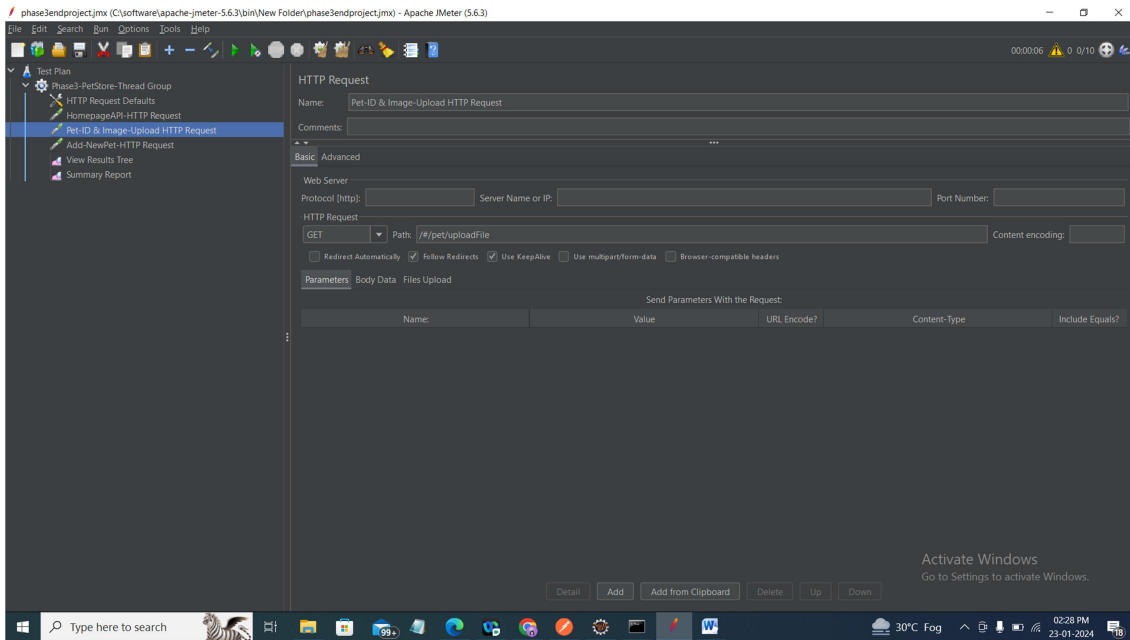 phase3endproject.jmx (C:\software\apache-jmeter-5.6.3\bin\New Folder\phase3endproject.jmx) - Apache JMeter (5.6.3)
File Edit Search Run Options Tools Help
00:00:06 0 0/10
Test Plan
Phase3-PetStore-Thread Group
HTTP Request Defaults
HomepageAPI-HTTP Request
Pet-ID & Image-Upload HTTP Request
Add-NewPet-HTTP Request
View Results Tree
Summary Report
HTTP Request
Name: Pet-ID & Image-Upload HTTP Request
Comments:
Basic Advanced
Web Server
Protocol [http]: Server Name or IP: Port Number:
HTTP Request
GET Path: /#/pet/uploadFile Content encoding:
Redirect Automatically Follow Redirects Use KeepAlive Use multipart/form-data Browser-compatible headers
Parameters Body Data Files Upload
Send Parameters With the Request:
Name: Value URL Encode? Content-Type Include Equals?
Detail Add Add from Clipboard Delete Up Down
Activate Windows
Go to Settings to activate Windows.
Type here to search
99+
30°C Fog
02:28 PM
23-01-2024
18